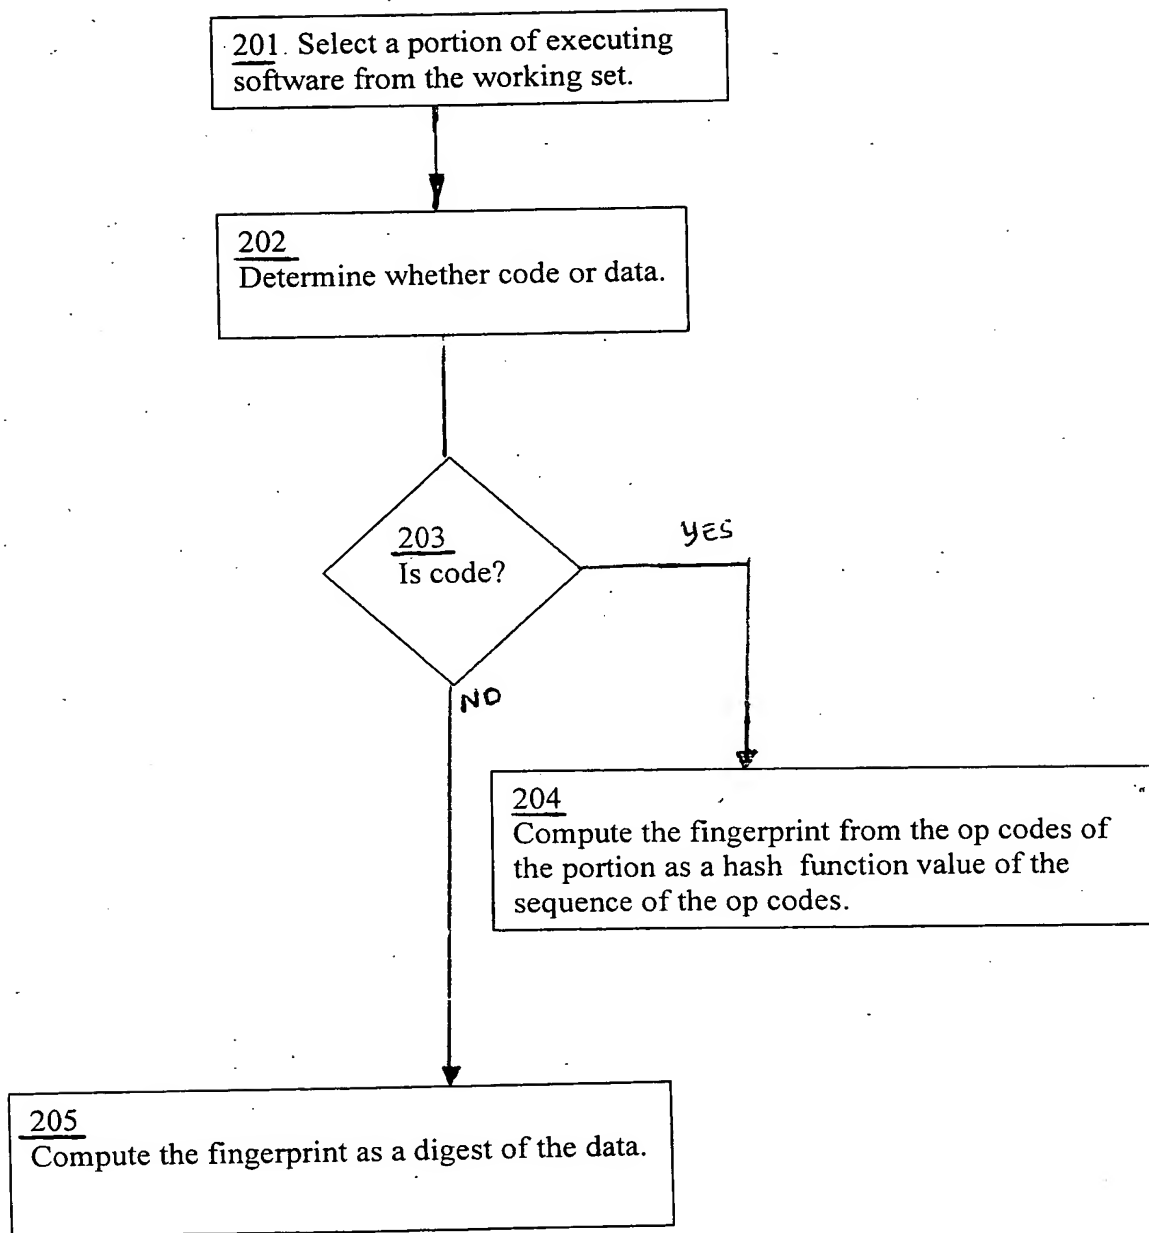 201. Select a portion of executing
software from the working set.
202
Determine whether code or data.
203
Is code?
YES
NO
204
Compute the fingerprint from the op codes of
the portion as a hash function value of the
sequence of the op codes.
205
Compute the fingerprint as a digest of the data.